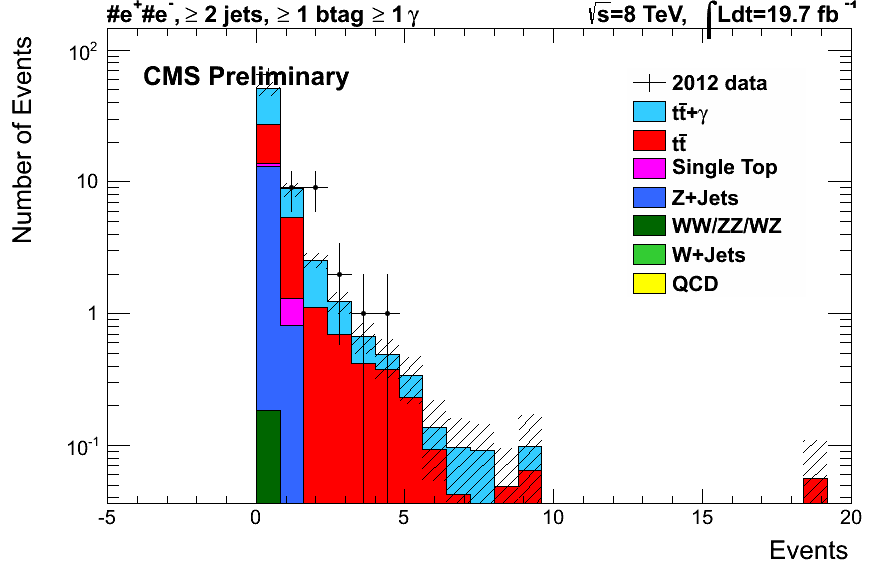 #e⁺#e⁻, ≥ 2 jets, ≥ 1 btag ≥ 1 γ
√s=8 TeV, ∫Ldt=19.7 fb⁻¹
Number of Events
CMS Preliminary
2012 data
tt̄+γ
tt̄
Single Top
Z+Jets
WW/ZZ/WZ
W+Jets
QCD
10²
10
1
10⁻¹
-5 0 5 10 15 20
Events